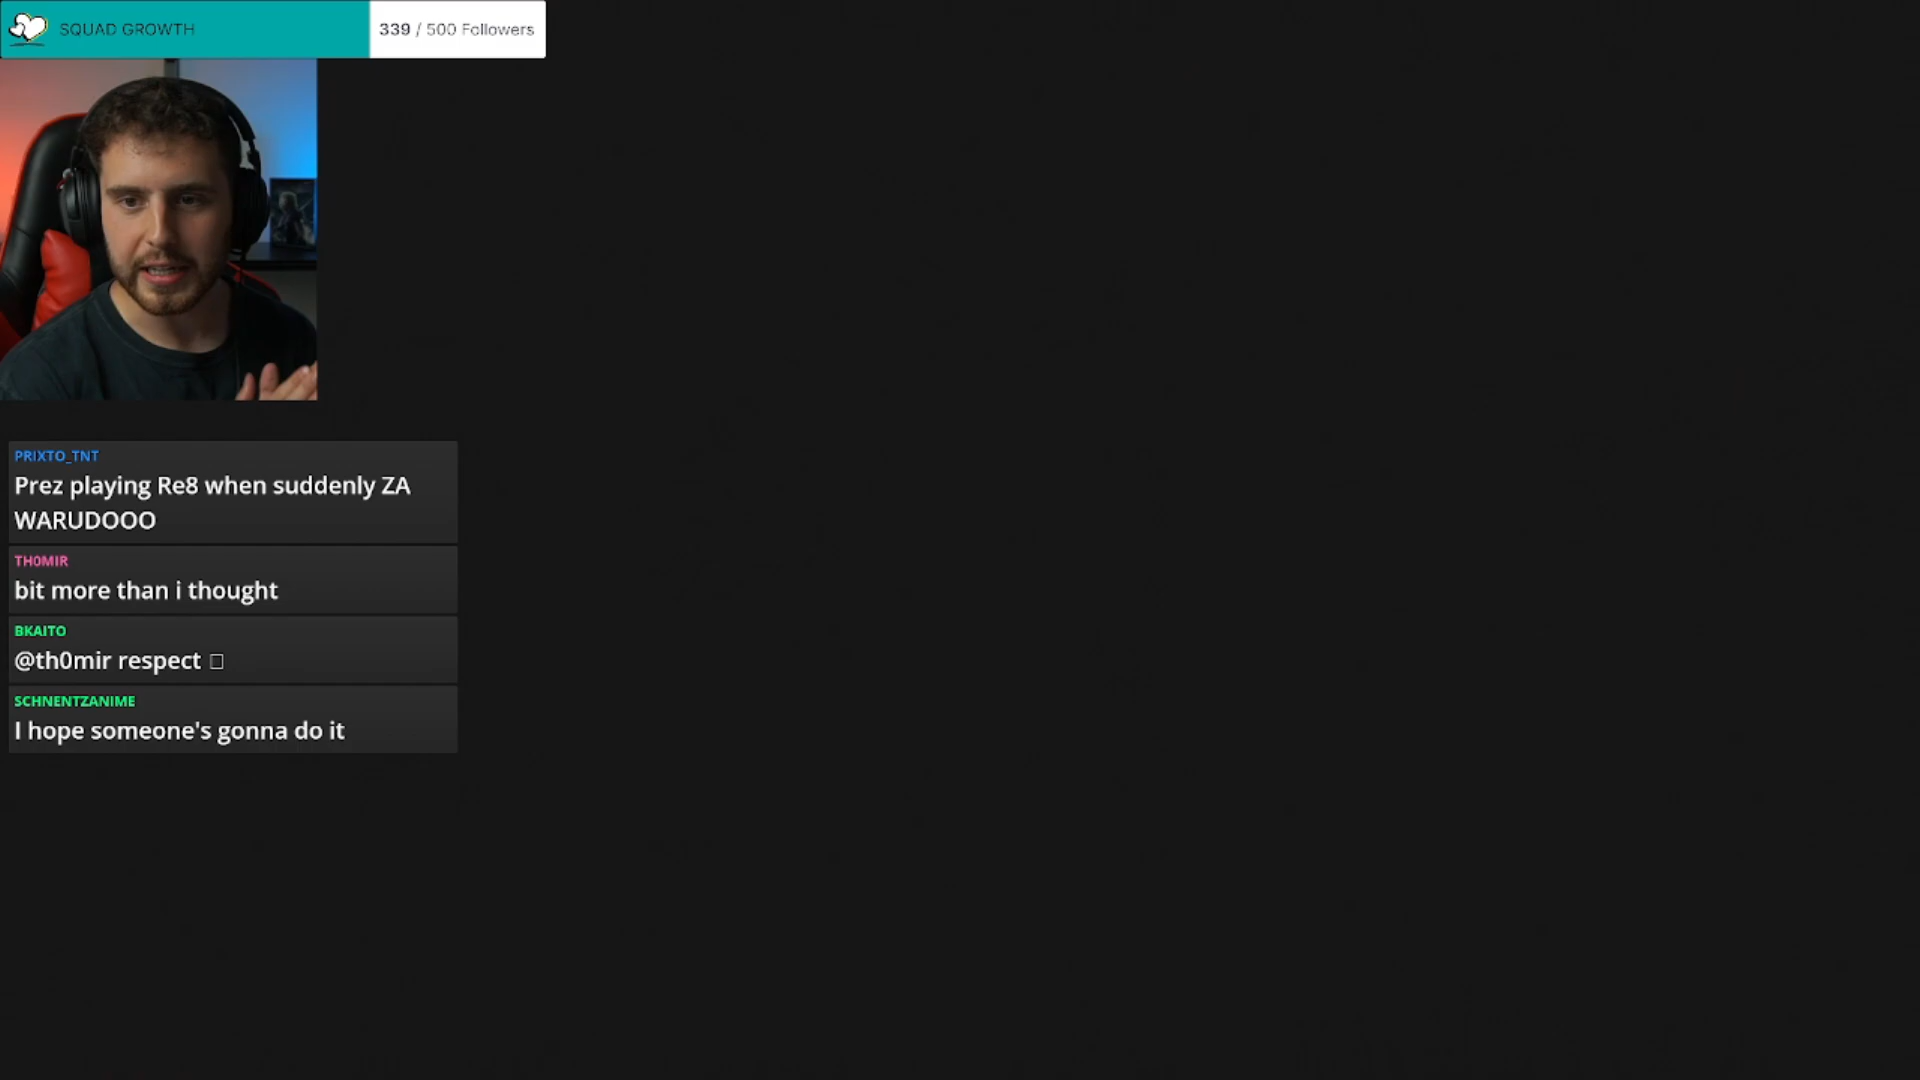 SQUAD GROWTH
339 / 500 Followers
PRIXTO_TNT
Prez playing Re8 when suddenly ZA
WARUDOOO
TH0MIR
bit more than i thought
BKAITO
@th0mir respect
SCHNENTZANIME
I hope someone's gonna do it